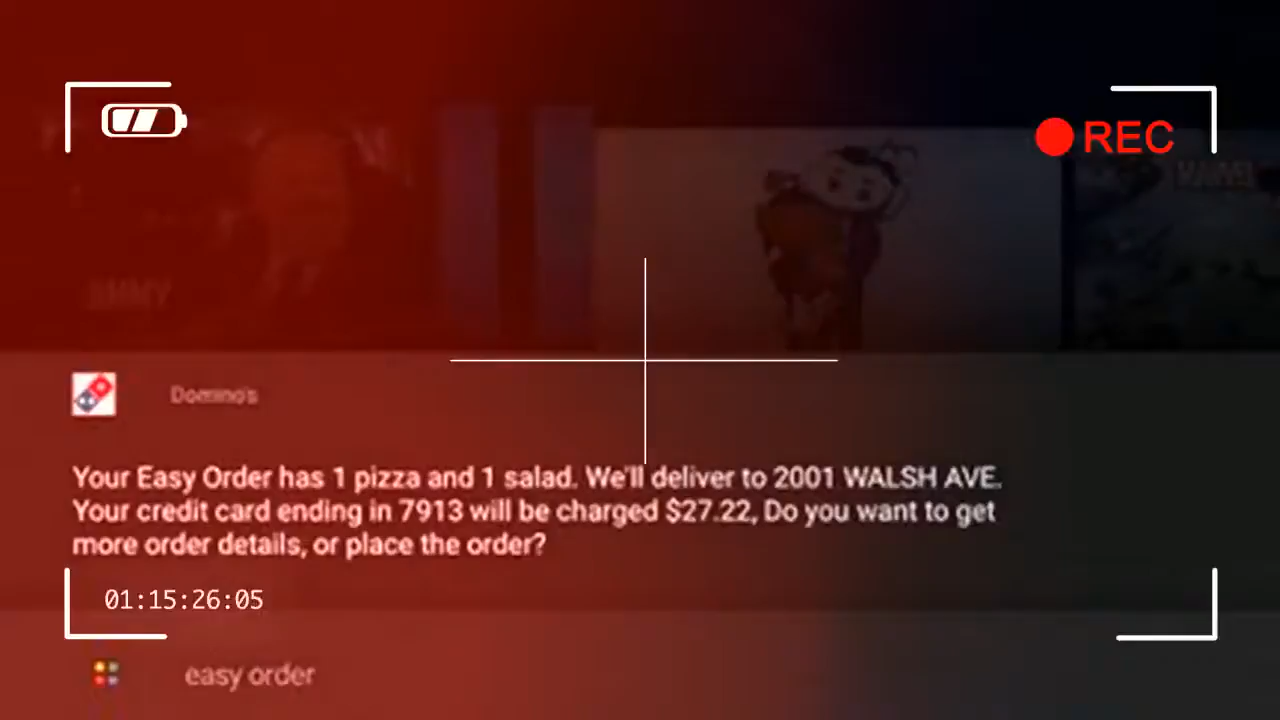 REC
Domino's
Your Easy Order has 1 pizza and 1 salad. We'll deliver to 2001 WALSH AVE.
Your credit card ending in 7913 will be charged $27.22, Do you want to get
more order details, or place the order?
01:15:26:05
easy order